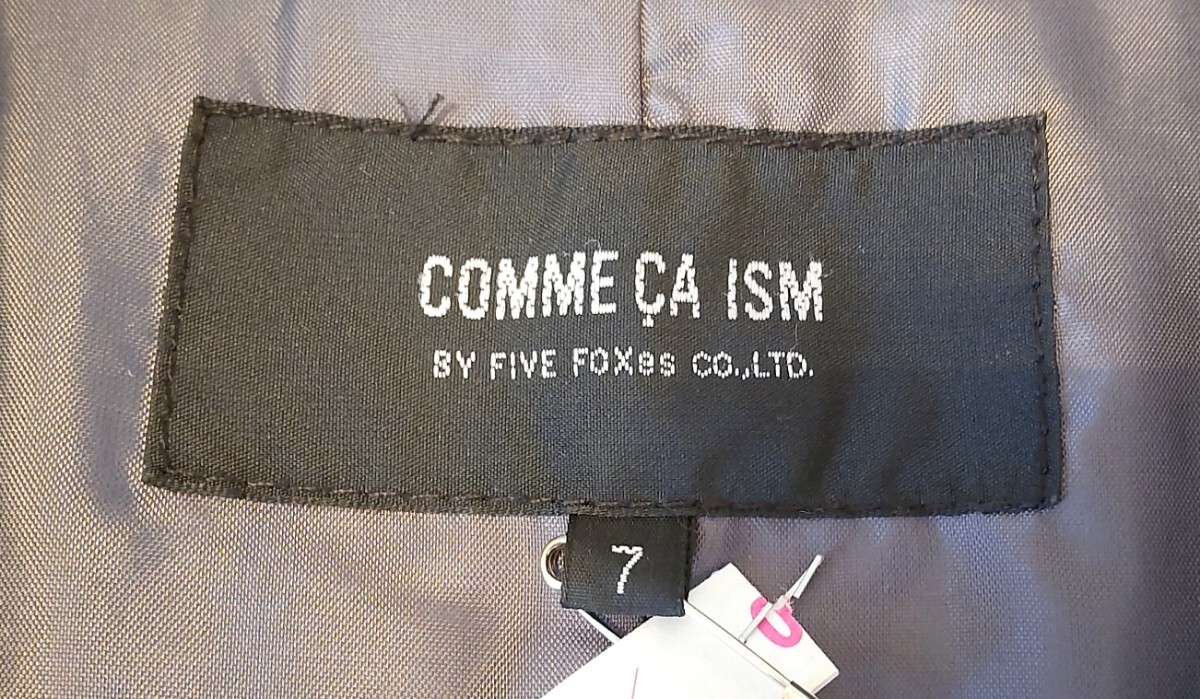 COMME ÇA ISM
BY FIVE FOXes CO.,LTD.
7